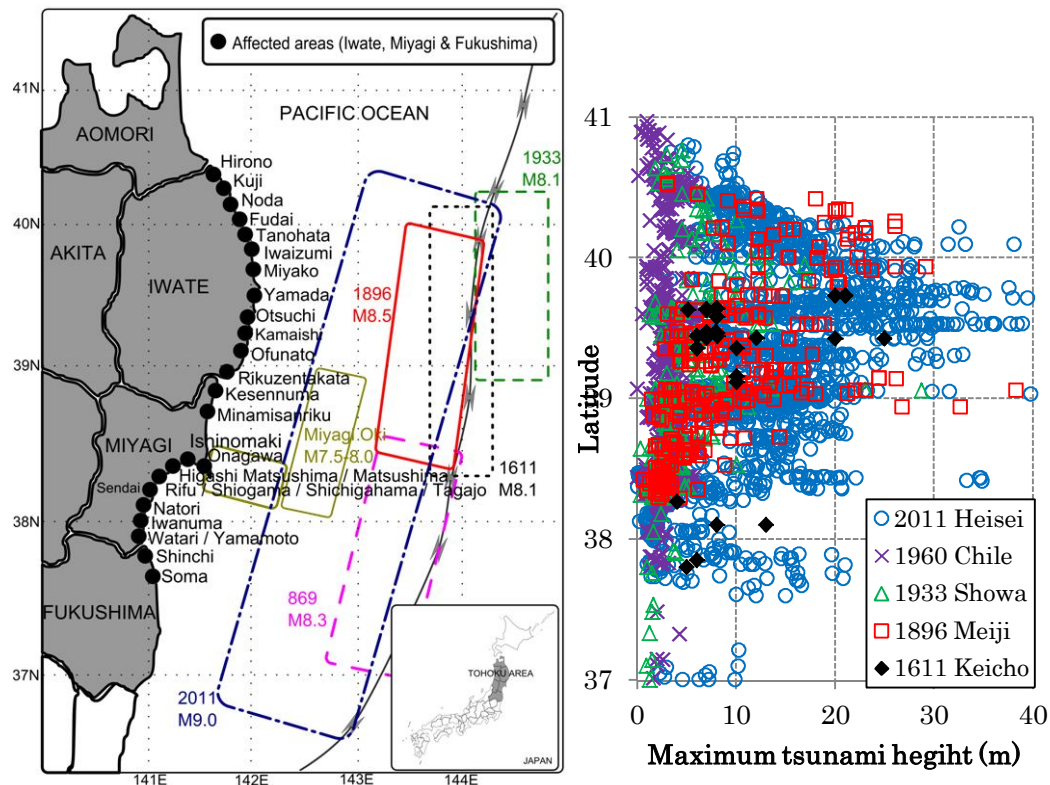 Affected areas (Iwate, Miyagi & Fukushima)
41N
40N
39N
38N
37N
141E
142E
143E
144E
PACIFIC OCEAN
AOMORI
AKITA
IWATE
MIYAGI
FUKUSHIMA
Hirono
Kuji
Noda
Fudai
Tanohata
Iwaizumi
Miyako
Yamada
Otsuchi
Kamaishi
Ofunato
Rikuzentakata
Kesennuma
Minamisanriku
Ishinomaki
Onagawa
Higashi Matsushima / Matsushima
Sendai
Rifu / Shiogama / Shichigahama / Tagajo
Natori
Iwanuma
Watari / Yamamoto
Shinchi
Soma
1933
M8.1
1896
M8.5
Miyagi Oki
M7.5-8.0
1611
M8.1
869
M8.3
2011
M9.0
TOHOKU AREA
JAPAN
41
40
39
38
37
Latitude
0
10
20
30
40
Maximum tsunami hegiht (m)
2011 Heisei
1960 Chile
1933 Showa
1896 Meiji
1611 Keicho